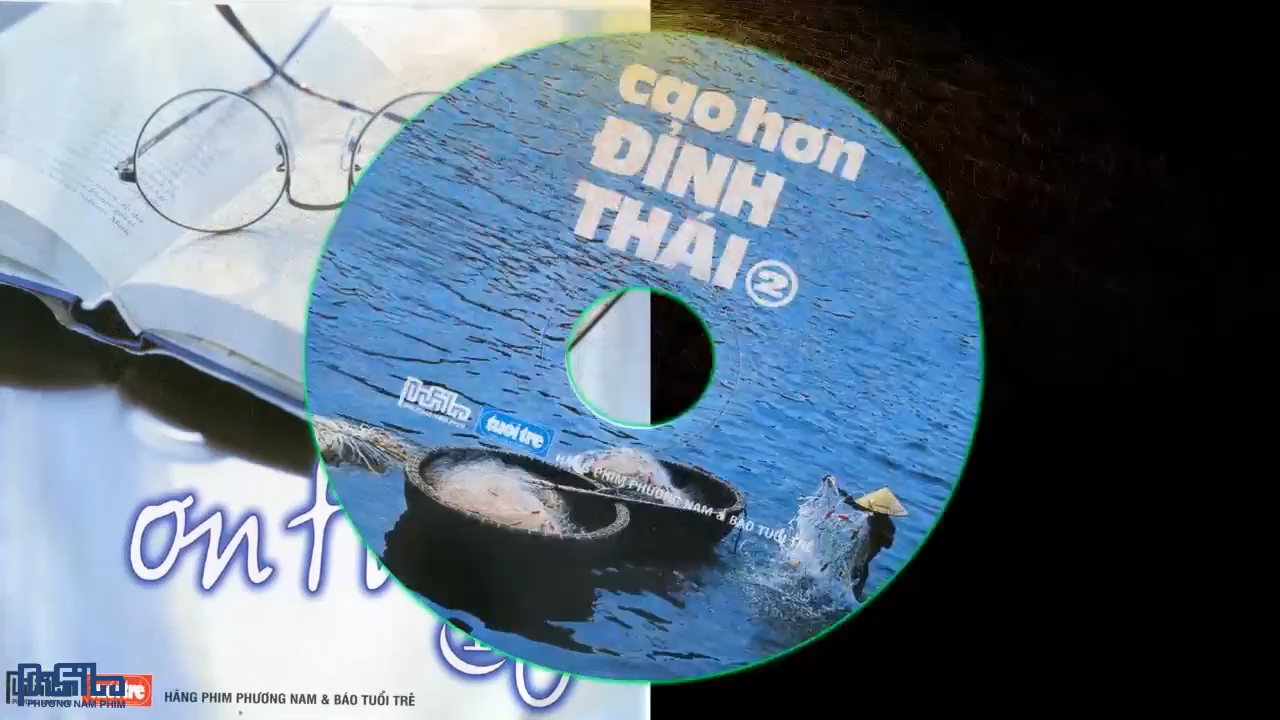 cao hơn
ĐỈNH
THÁI 2
tuổi trẻ
HÃNG PHIM PHƯƠNG NAM & BÁO TUỔI TRẺ
PHƯƠNG NAM PHIM
HÃNG PHIM PHƯƠNG NAM & BÁO TUỔI TRẺ